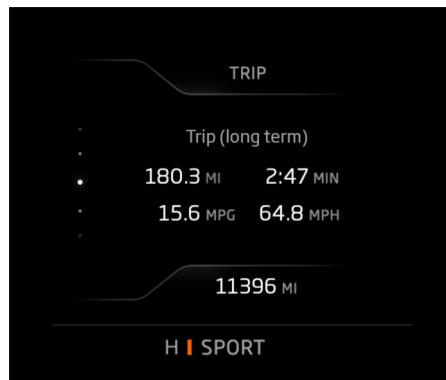 TRIP
Trip (long term)
180.3 MI 2:47 MIN
15.6 MPG 64.8 MPH
11396 MI
H SPORT